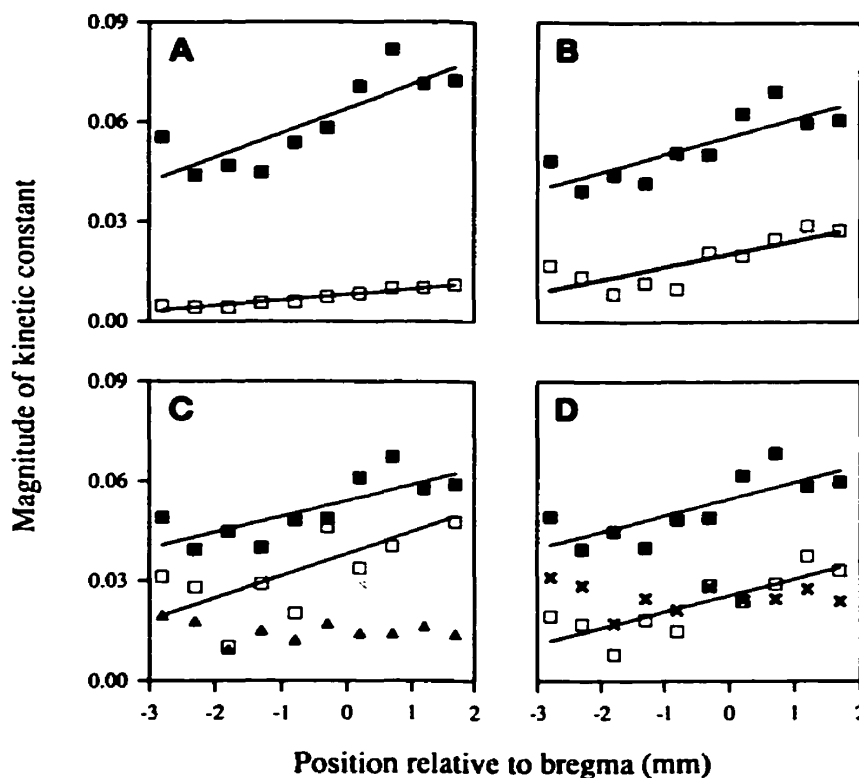 0.09
0.06
0.03
0.00
A
B
Magnitude of kinetic constant
0.09
0.06
0.03
0.00
C
D
-3 -2 -1 0 1 2
-3 -2 -1 0 1 2
Position relative to bregma (mm)